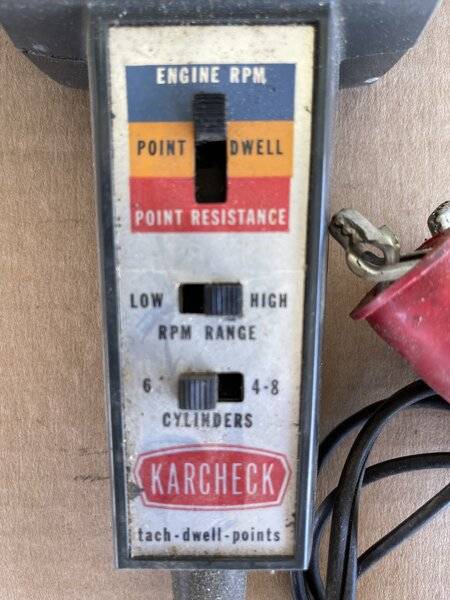 ENGINE RPM
POINT DWELL
POINT RESISTANCE
LOW HIGH
RPM RANGE
6 4-8
CYLINDERS
KARCHECK
tach-dwell-points